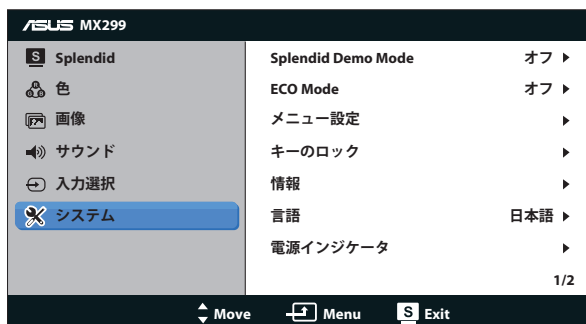 ASUS MX299
S Splendid
色
画像
サウンド
入力選択
システム
Splendid Demo Mode オフ
ECO Mode オフ
メニュー設定
キーのロック
情報
言語 日本語
電源インジケータ
1/2
Move Menu S Exit